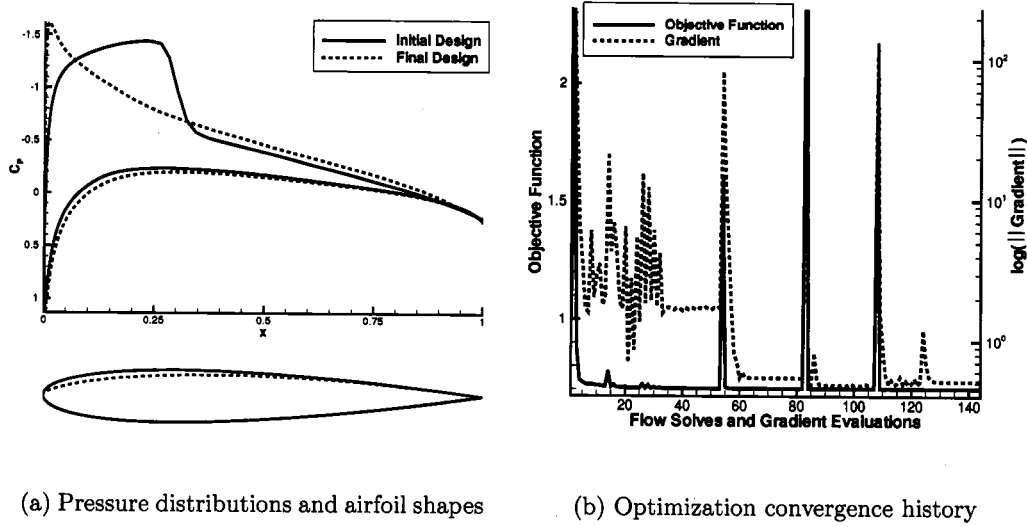 -1.5
-1
-0.5
0
0.5
1
C_P
Initial Design
Final Design
0
0.25
0.5
0.75
1
X
Objective Function
Gradient
2
1.5
1
Objective Function
10^2
10^1
10^0
log(||Gradient||)
20
40
60
80
100
120
140
Flow Solves and Gradient Evaluations
(a) Pressure distributions and airfoil shapes
(b) Optimization convergence history